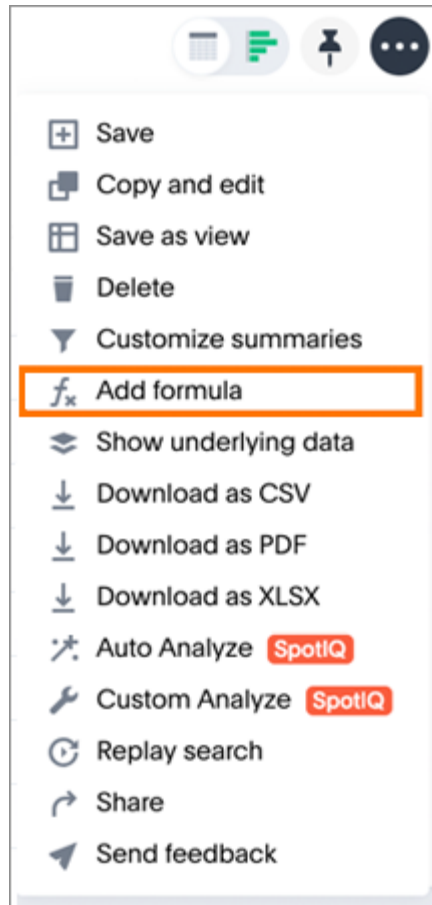 Save
Copy and edit
Save as view
Delete
Customize summaries
fx Add formula
Show underlying data
Download as CSV
Download as PDF
Download as XLSX
Auto Analyze SpotIQ
Custom Analyze SpotIQ
Replay search
Share
Send feedback